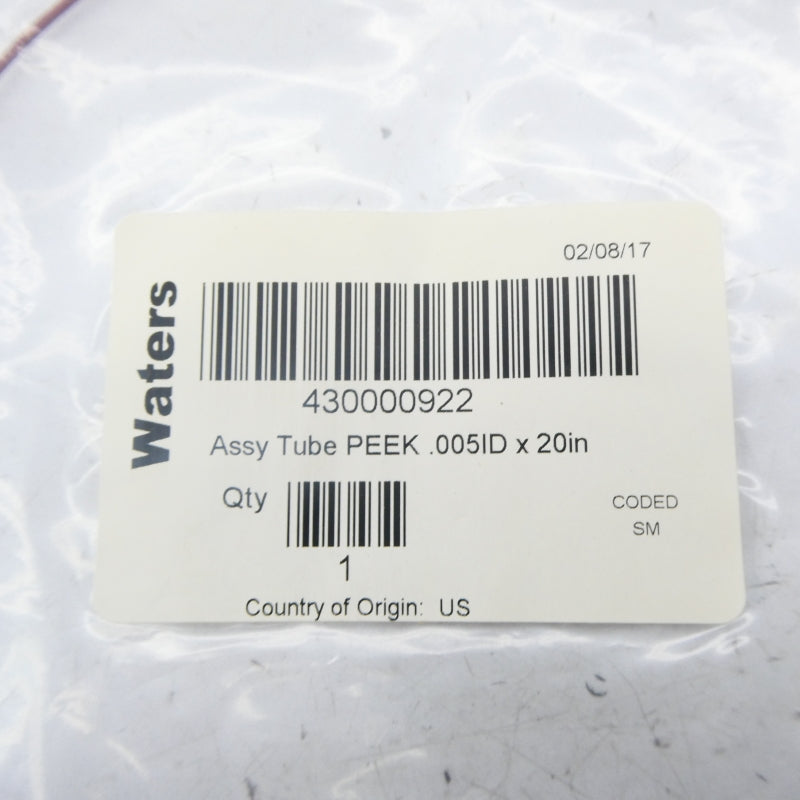 Waters
02/08/17
430000922
Assy Tube PEEK .005ID x 20in
Qty
1
CODED
SM
Country of Origin: US